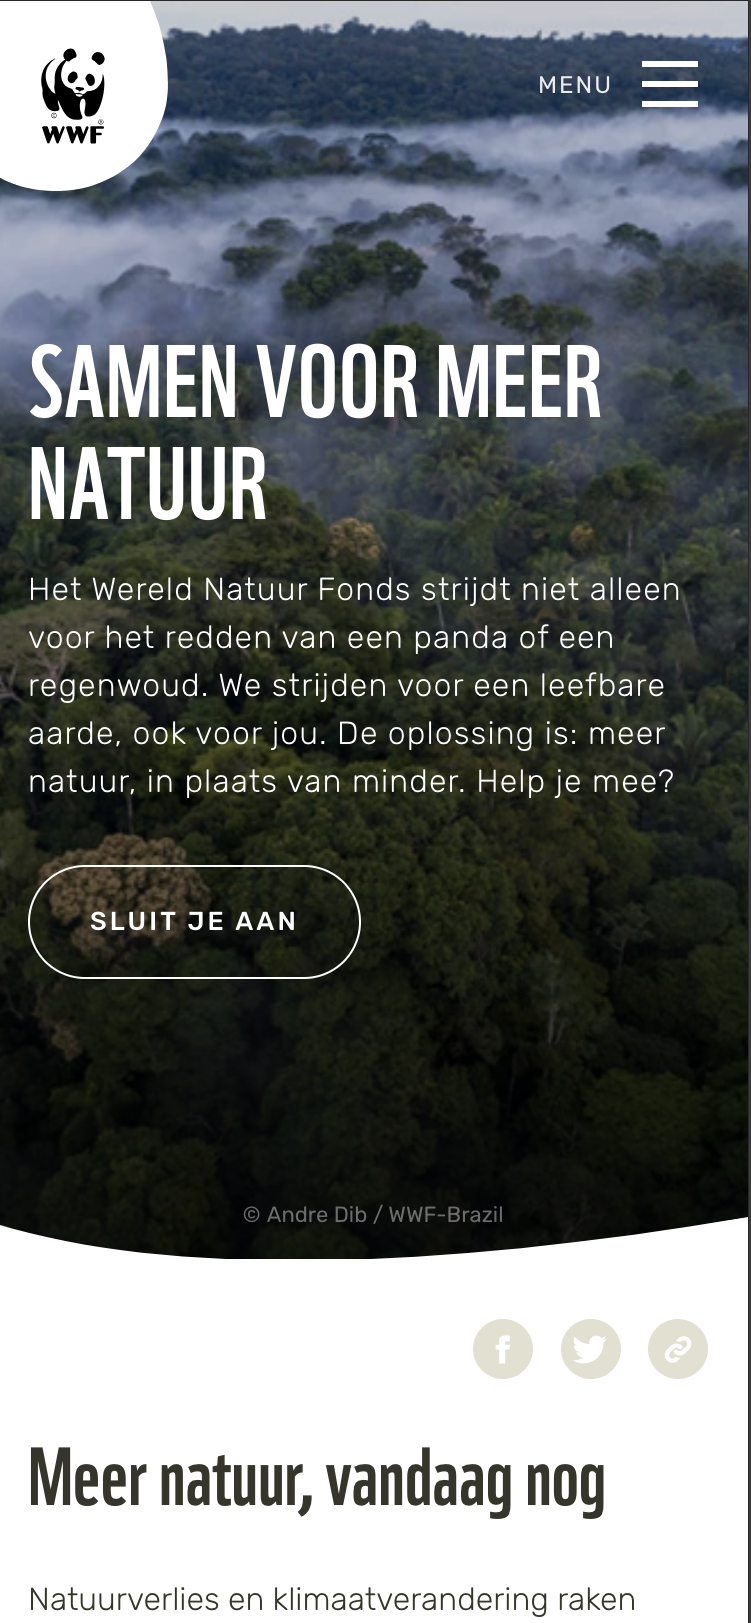 WWF
MENU
SAMEN VOOR MEER
NATUUR
Het Wereld Natuur Fonds strijdt niet alleen
voor het redden van een panda of een
regenwoud. We strijden voor een leefbare
aarde, ook voor jou. De oplossing is: meer
natuur, in plaats van minder. Help je mee?
SLUIT JE AAN
© Andre Dib / WWF-Brazil
Meer natuur, vandaag nog
Natuurverlies en klimaatverandering raken